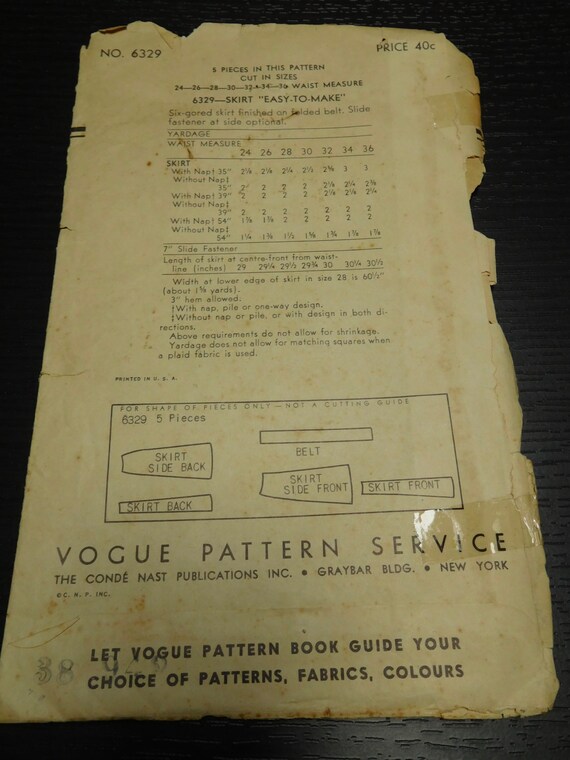 NO. 6329
PRICE 40c
5 PIECES IN THIS PATTERN
CUT IN SIZES
24—26—28—30—32—34—36 WAIST MEASURE
6329—SKIRT "EASY-TO-MAKE"
Six-gored skirt finished on folded belt. Slide
fastener at side optional.
YARDAGE
WAIST MEASURE
24 26 28 30 32 34 36
SKIRT
With Nap† 35" 2¼ 2¼ 2¼ 2½ 2¾ 3 3
Without Nap‡
35" 2 2 2 2 2¼ 2¼ 2⅜
With Nap† 39" 2 2 2 2 2¼ 2¼ 2¼
Without Nap‡
39" 2 2 2 2 2 2 2
With Nap† 54" 1⅞ 1⅞ 2 2 2 2 2
Without Nap‡
54" 1¼ 1⅜ 1½ 1⅝ 1¾ 1⅞ 1⅞
7" Slide Fastener
Length of skirt at centre-front from waist-
line (inches) 29 29¼ 29½ 29¾ 30 30¼ 30½
Width at lower edge of skirt in size 28 is 60½"
(about 1⅝ yards).
3" hem allowed.
†With nap, pile or one-way design.
‡Without nap or pile, or with design in both di-
rections.
Above requirements do not allow for shrinkage.
Yardage does not allow for matching squares when
a plaid fabric is used.
PRINTED IN U. S. A.
FOR SHAPE OF PIECES ONLY—NOT A CUTTING GUIDE
6329 5 Pieces
BELT
SKIRT
SIDE BACK
SKIRT
SIDE FRONT
SKIRT FRONT
SKIRT BACK
VOGUE PATTERN SERVICE
THE CONDÉ NAST PUBLICATIONS INC. • GRAYBAR BLDG. • NEW YORK
©C. N. P. INC.
LET VOGUE PATTERN BOOK GUIDE YOUR
38
CHOICE OF PATTERNS, FABRICS, COLOURS